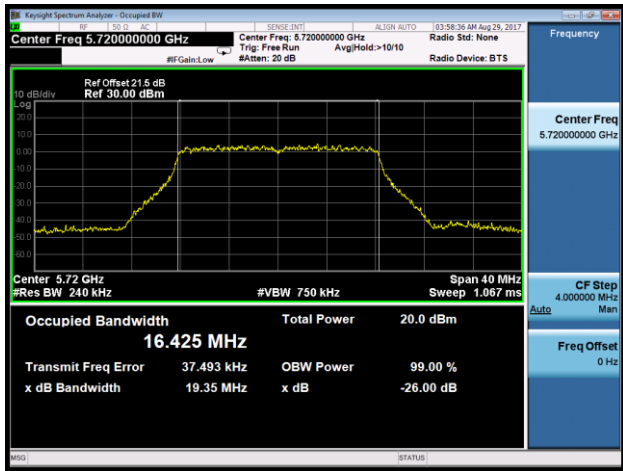 Keysight Spectrum Analyzer - Occupied BW
RF 50 Ω AC SENSE:INT ALIGN AUTO 03:58:36 AM Aug 29, 2017
Center Freq 5.720000000 GHz
Center Freq: 5.720000000 GHz Radio Std: None
Trig: Free Run Avg|Hold:>10/10
#IFGain:Low #Atten: 20 dB Radio Device: BTS
Ref Offset 21.5 dB
10 dB/div Ref 30.00 dBm
Log
20.0
10.0
0.00
-10.0
-20.0
-30.0
-40.0
-50.0
-60.0
Center 5.72 GHz Span 40 MHz
#Res BW 240 kHz #VBW 750 kHz Sweep 1.067 ms
Occupied Bandwidth Total Power 20.0 dBm
16.425 MHz
Transmit Freq Error 37.493 kHz OBW Power 99.00 %
x dB Bandwidth 19.35 MHz x dB -26.00 dB
MSG STATUS
Frequency
Center Freq
5.720000000 GHz
CF Step
4.000000 MHz
Auto Man
Freq Offset
0 Hz